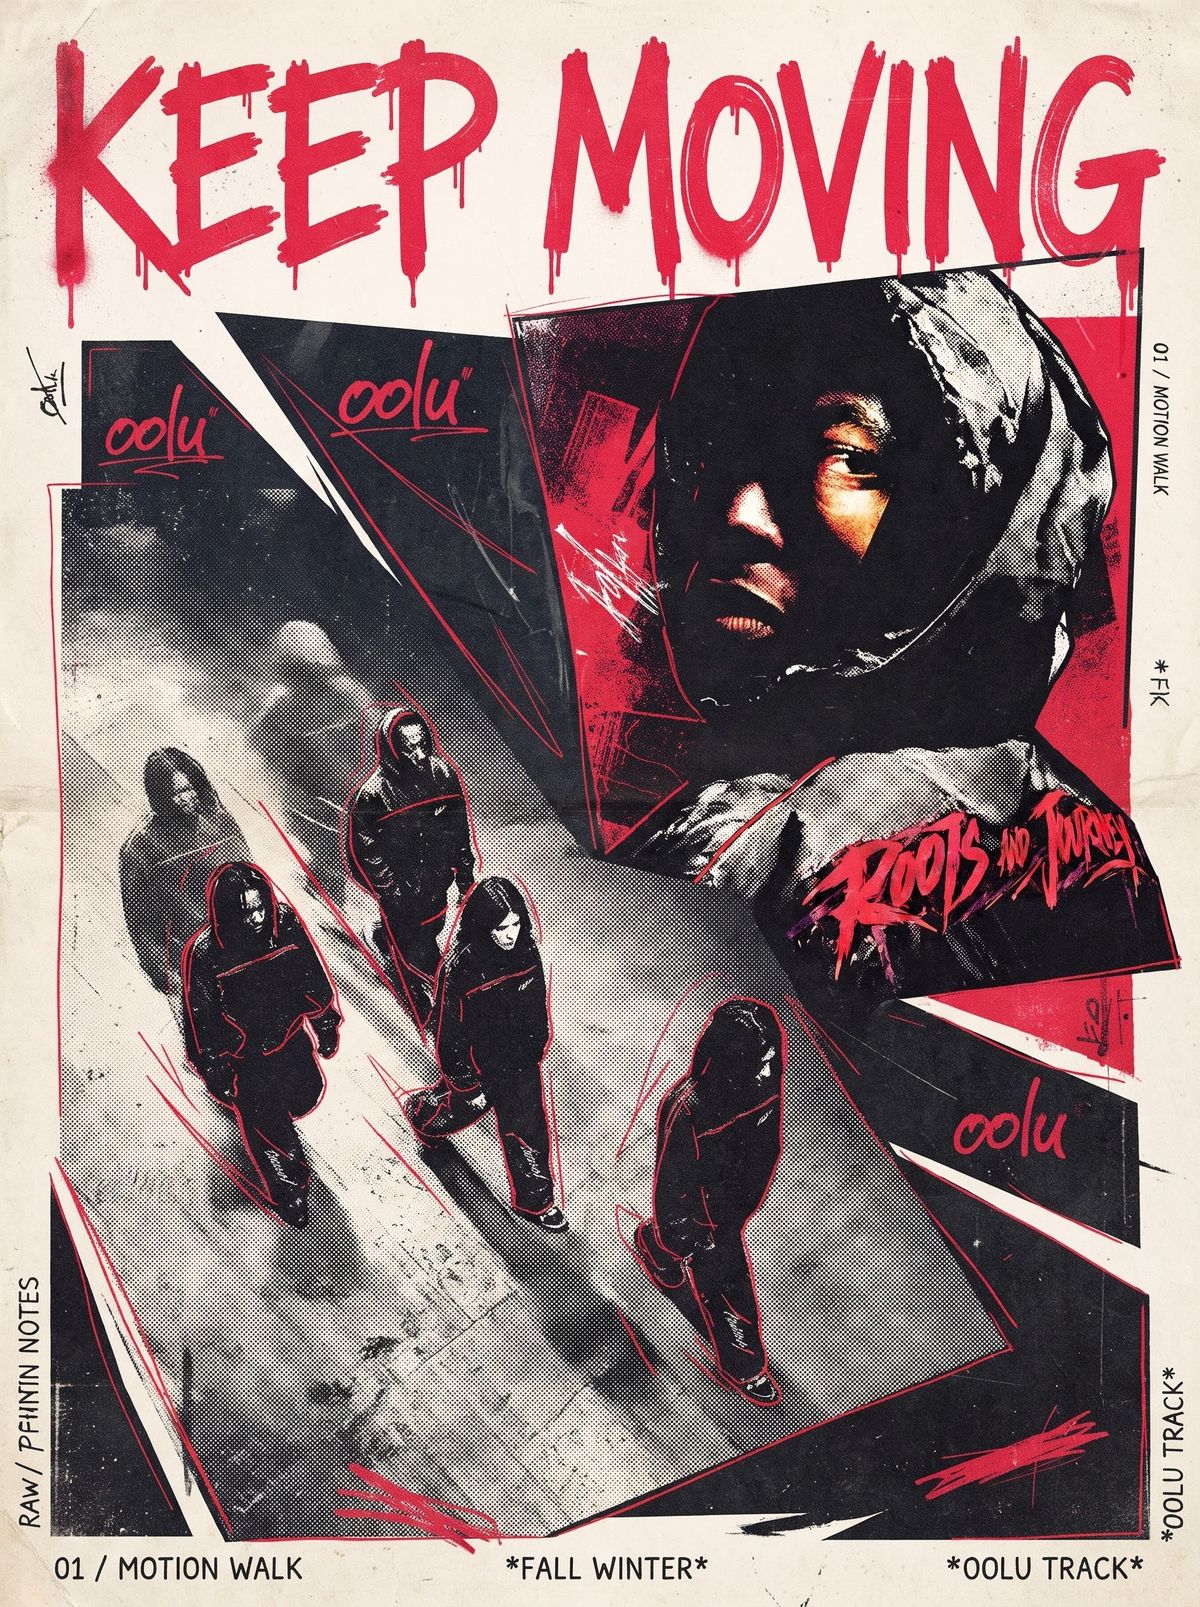 KEEP MOVING
oolu"
oolu"
01 / MOTION WALK
*FK
ROOTS AND JOURNEY
oolu
RAW/ NOTES
*OOLU TRACK*
01 / MOTION WALK
*FALL WINTER*
*OOLU TRACK*